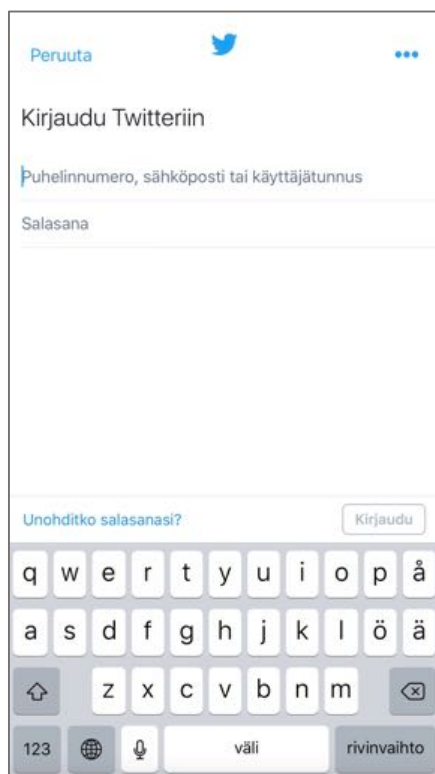 Peruuta
Kirjaudu Twitteriin
Puhelinnumero, sähköposti tai käyttäjätunnus
Salasana
Unohditko salasanasi? Kirjaudu
q w e r t y u i o p å
a s d f g h j k l ö ä
z x c v b n m
123 väli rivinvaihto